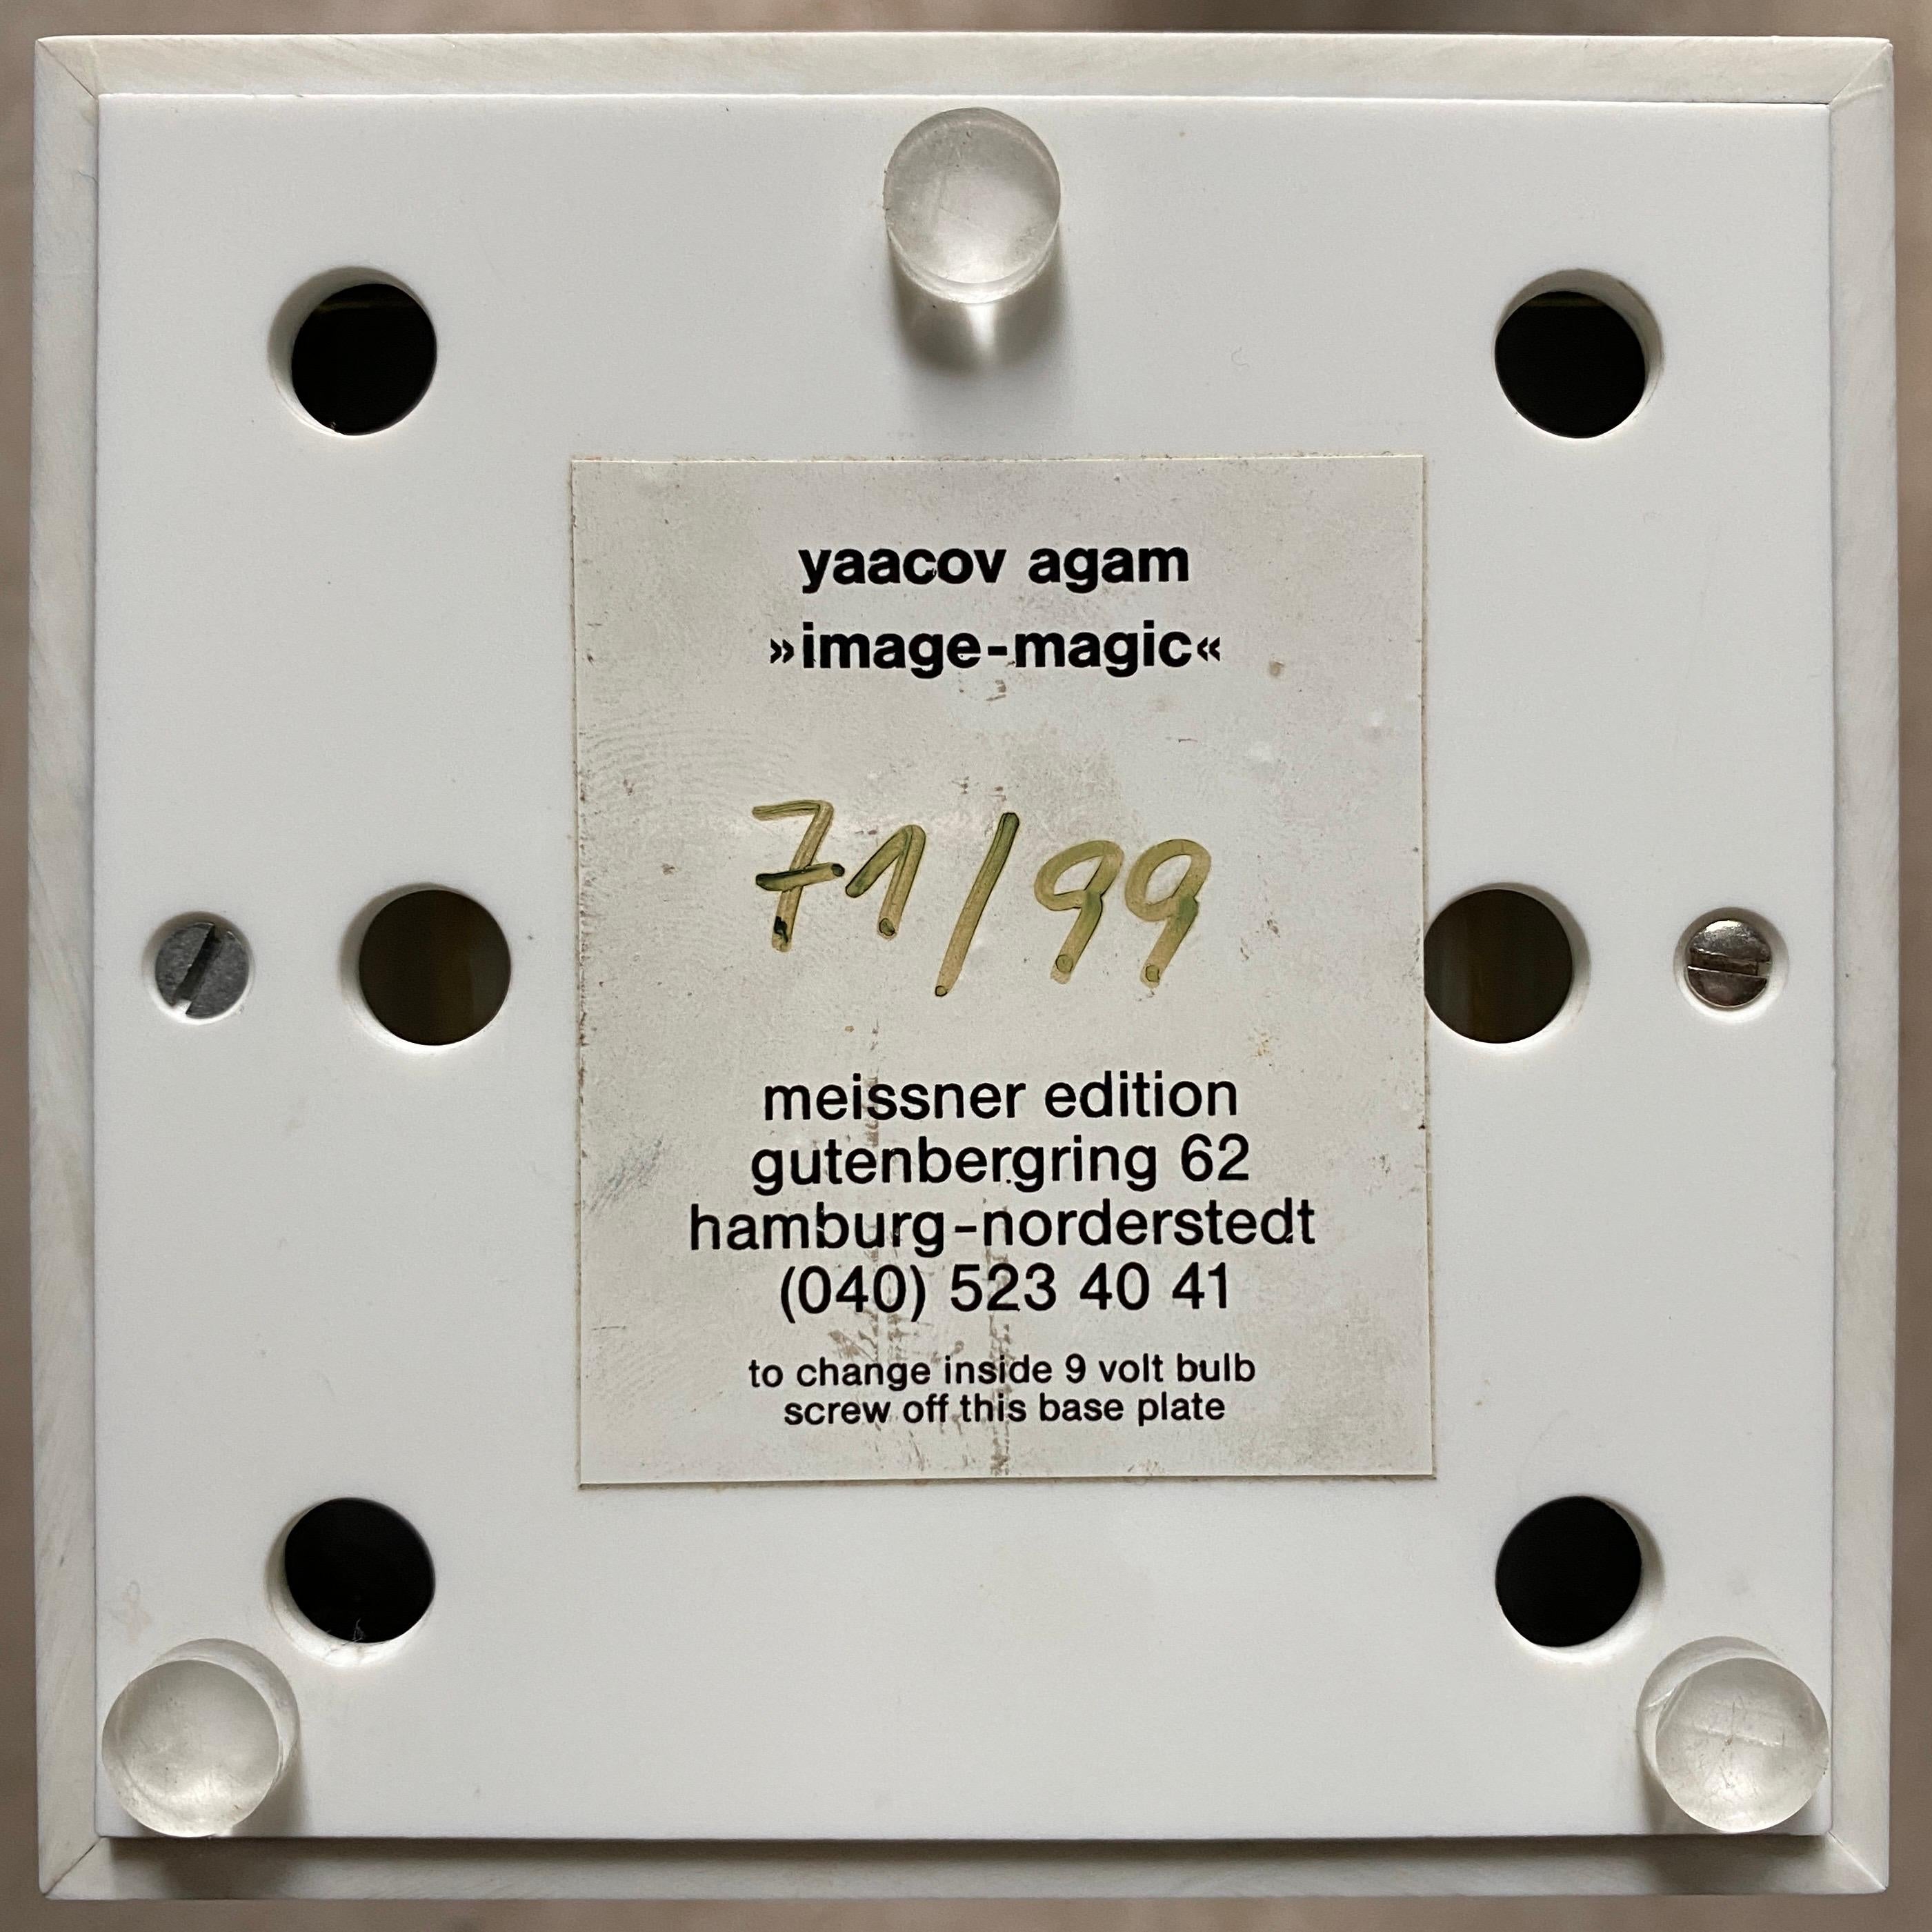 yaacov agam
»image-magic«
71/99
meissner edition
gutenbergring 62
hamburg-norderstedt
(040) 523 40 41
to change inside 9 volt bulb
screw off this base plate